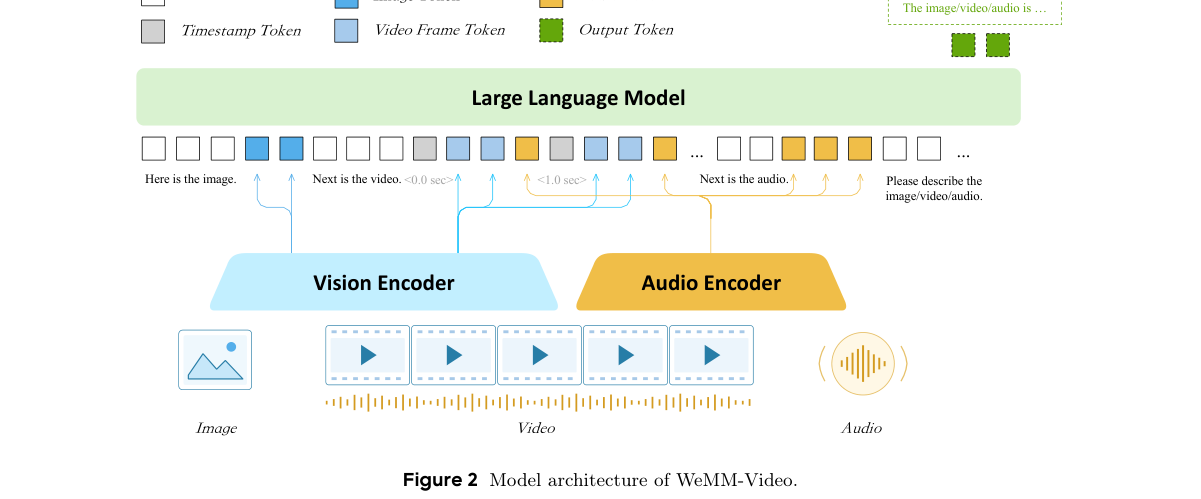 The image/video/audio is …
Timestamp Token
Video Frame Token
Output Token
Large Language Model
...
...
Here is the image.
Next is the video.
<0.0 sec>
<1.0 sec>
Next is the audio.
Please describe the
image/video/audio.
Vision Encoder
Audio Encoder
Image
Video
Audio
Figure 2 Model architecture of WeMM-Video.